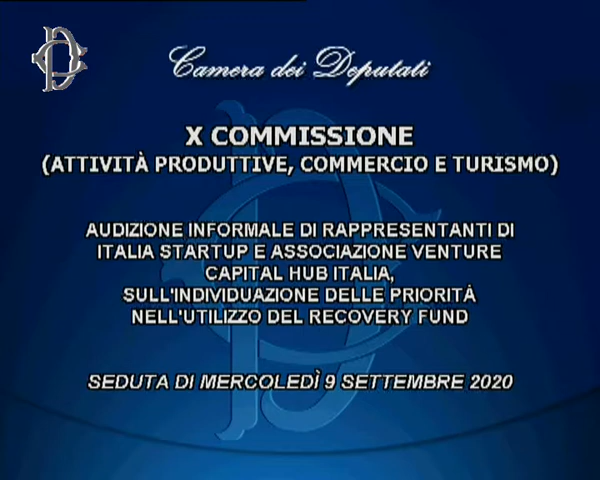 Camera dei Deputati
X COMMISSIONE
(ATTIVITÀ PRODUTTIVE, COMMERCIO E TURISMO)
AUDIZIONE INFORMALE DI RAPPRESENTANTI DI
ITALIA STARTUP E ASSOCIAZIONE VENTURE
CAPITAL HUB ITALIA,
SULL'INDIVIDUAZIONE DELLE PRIORITÀ
NELL'UTILIZZO DEL RECOVERY FUND
SEDUTA DI MERCOLEDÌ 9 SETTEMBRE 2020